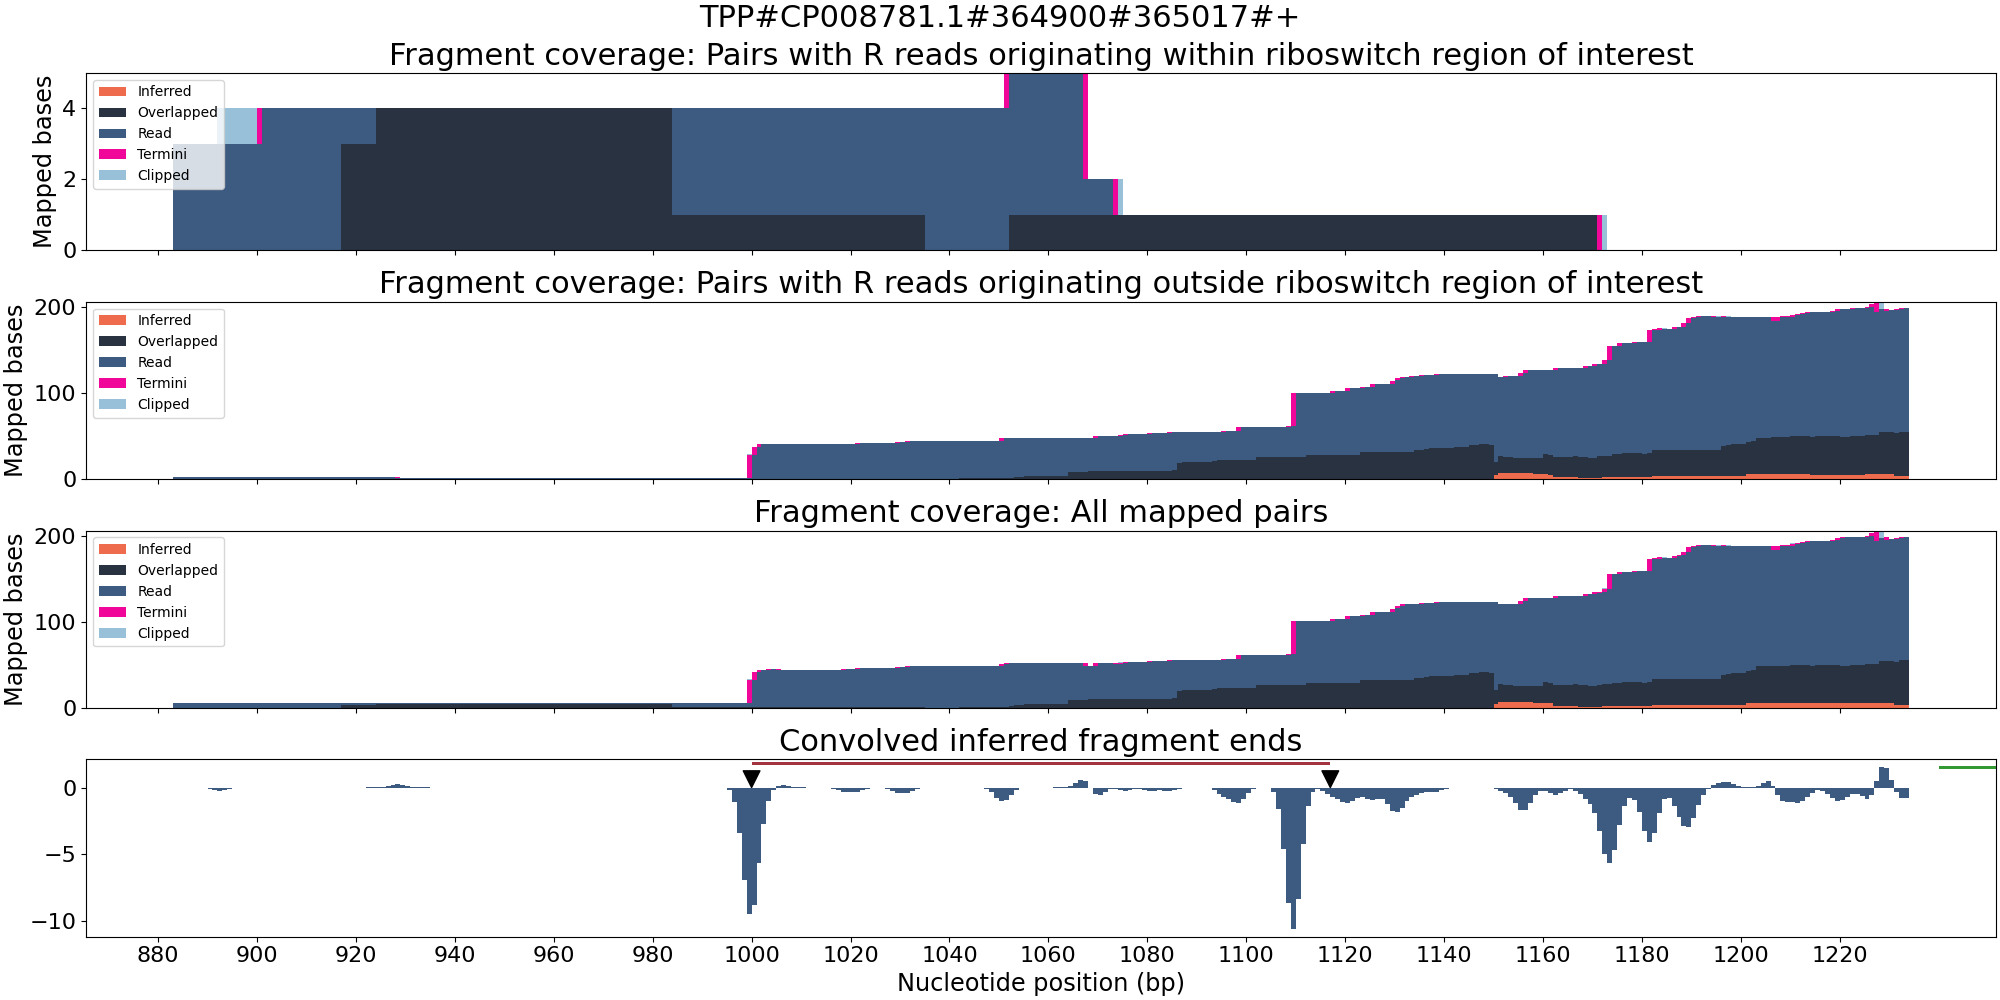 TPP#CP008781.1#364900#365017#+
Fragment coverage: Pairs with R reads originating within riboswitch region of interest
Mapped bases
4
2
0
Inferred
Overlapped
Read
Termini
Clipped
Fragment coverage: Pairs with R reads originating outside riboswitch region of interest
Mapped bases
200
100
0
Inferred
Overlapped
Read
Termini
Clipped
Fragment coverage: All mapped pairs
Mapped bases
200
100
0
Inferred
Overlapped
Read
Termini
Clipped
Convolved inferred fragment ends
0
−5
−10
880 900 920 940 960 980 1000 1020 1040 1060 1080 1100 1120 1140 1160 1180 1200 1220
Nucleotide position (bp)